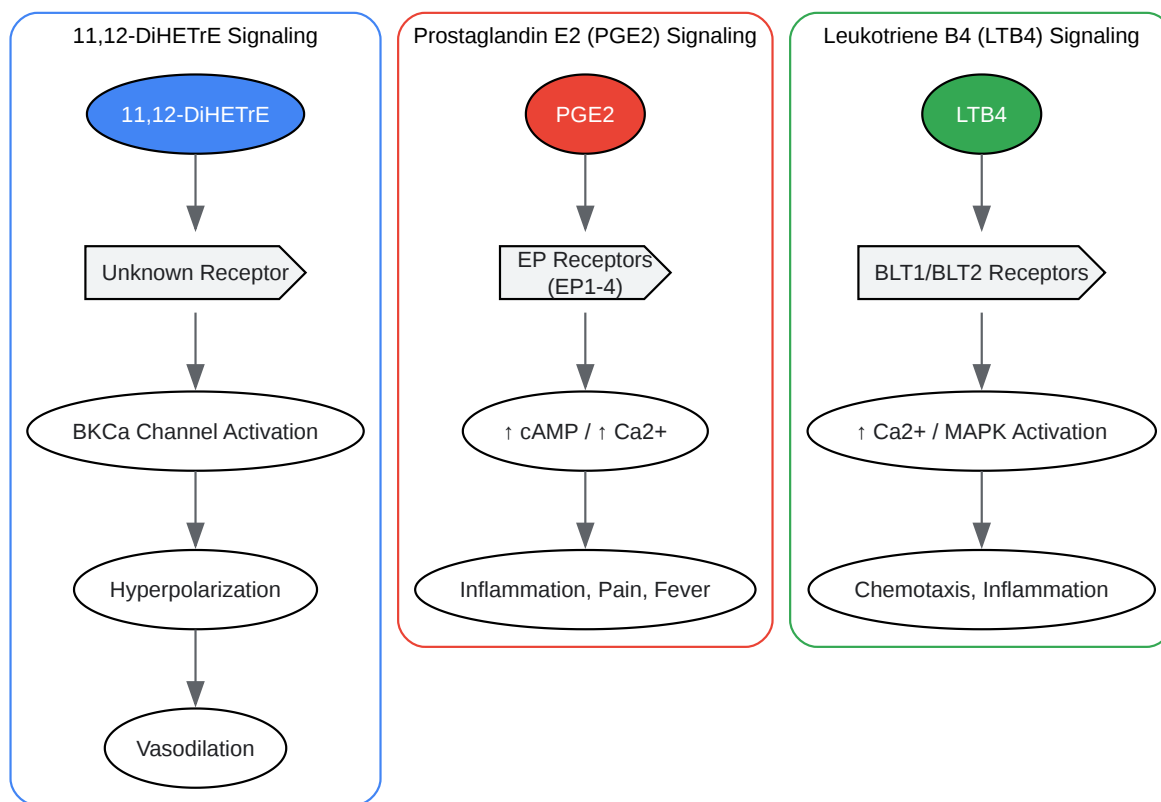 11,12-DiHETrE Signaling
11,12-DiHETrE
Unknown Receptor
BKCa Channel Activation
Hyperpolarization
Vasodilation
Prostaglandin E2 (PGE2) Signaling
PGE2
EP Receptors
(EP1-4)
↑ cAMP / ↑ Ca2+
Inflammation, Pain, Fever
Leukotriene B4 (LTB4) Signaling
LTB4
BLT1/BLT2 Receptors
↑ Ca2+ / MAPK Activation
Chemotaxis, Inflammation